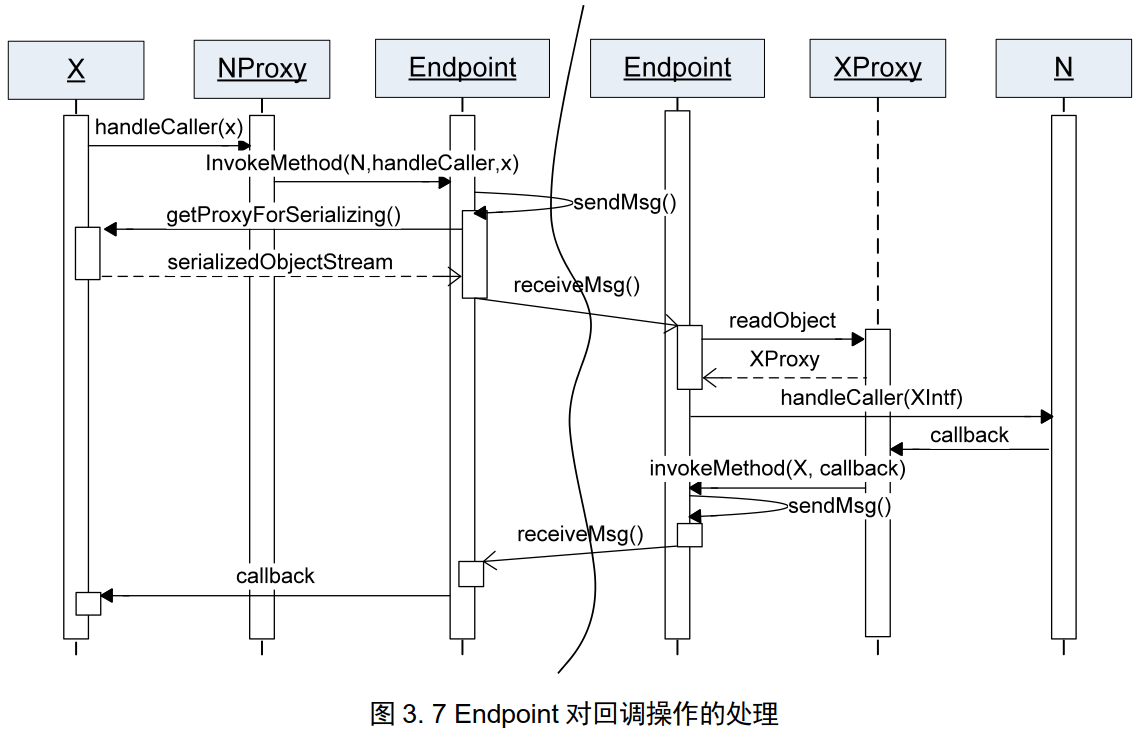 X
NProxy
Endpoint
Endpoint
XProxy
N
handleCaller(x)
InvokeMethod(N,handleCaller,x)
sendMsg()
getProxyForSerializing()
serializedObjectStream
receiveMsg()
readObject
XProxy
handleCaller(XIntf)
callback
invokeMethod(X, callback)
sendMsg()
receiveMsg()
callback
图 3. 7 Endpoint 对回调操作的处理